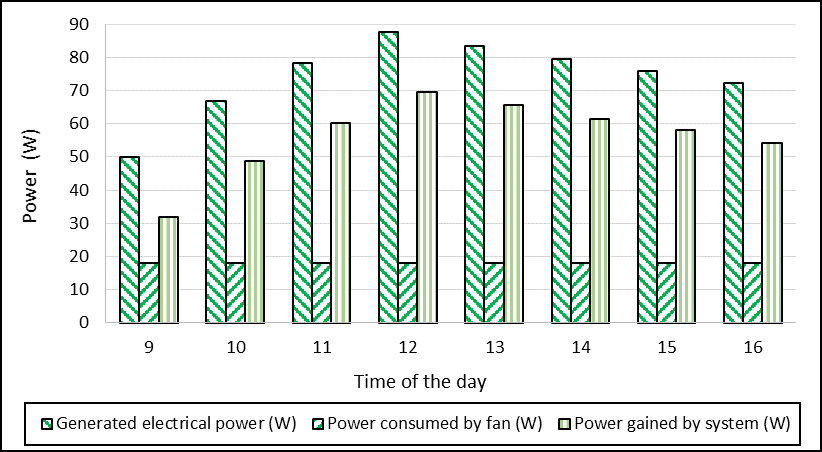 Power (W)
90
80
70
60
50
40
30
20
10
0
9 10 11 12 13 14 15 16
Time of the day
Generated electrical power (W) Power consumed by fan (W) Power gained by system (W)